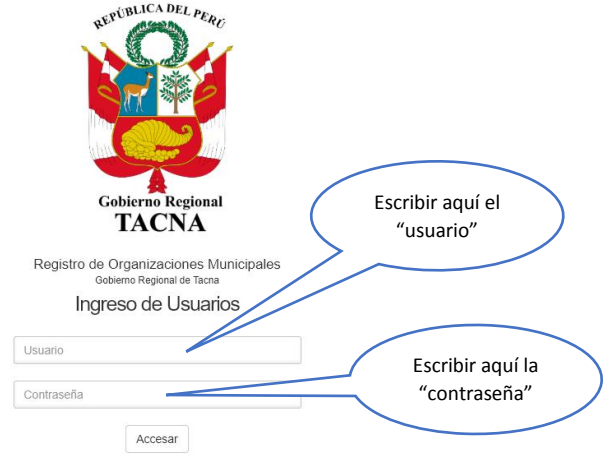 REPÚBLICA DEL PERÚ
Gobierno Regional
TACNA
Escribir aquí el
“usuario”
Registro de Organizaciones Municipales
Gobierno Regional de Tacna
Ingreso de Usuarios
Usuario
Escribir aquí la
“contraseña”
Contraseña
Accesar